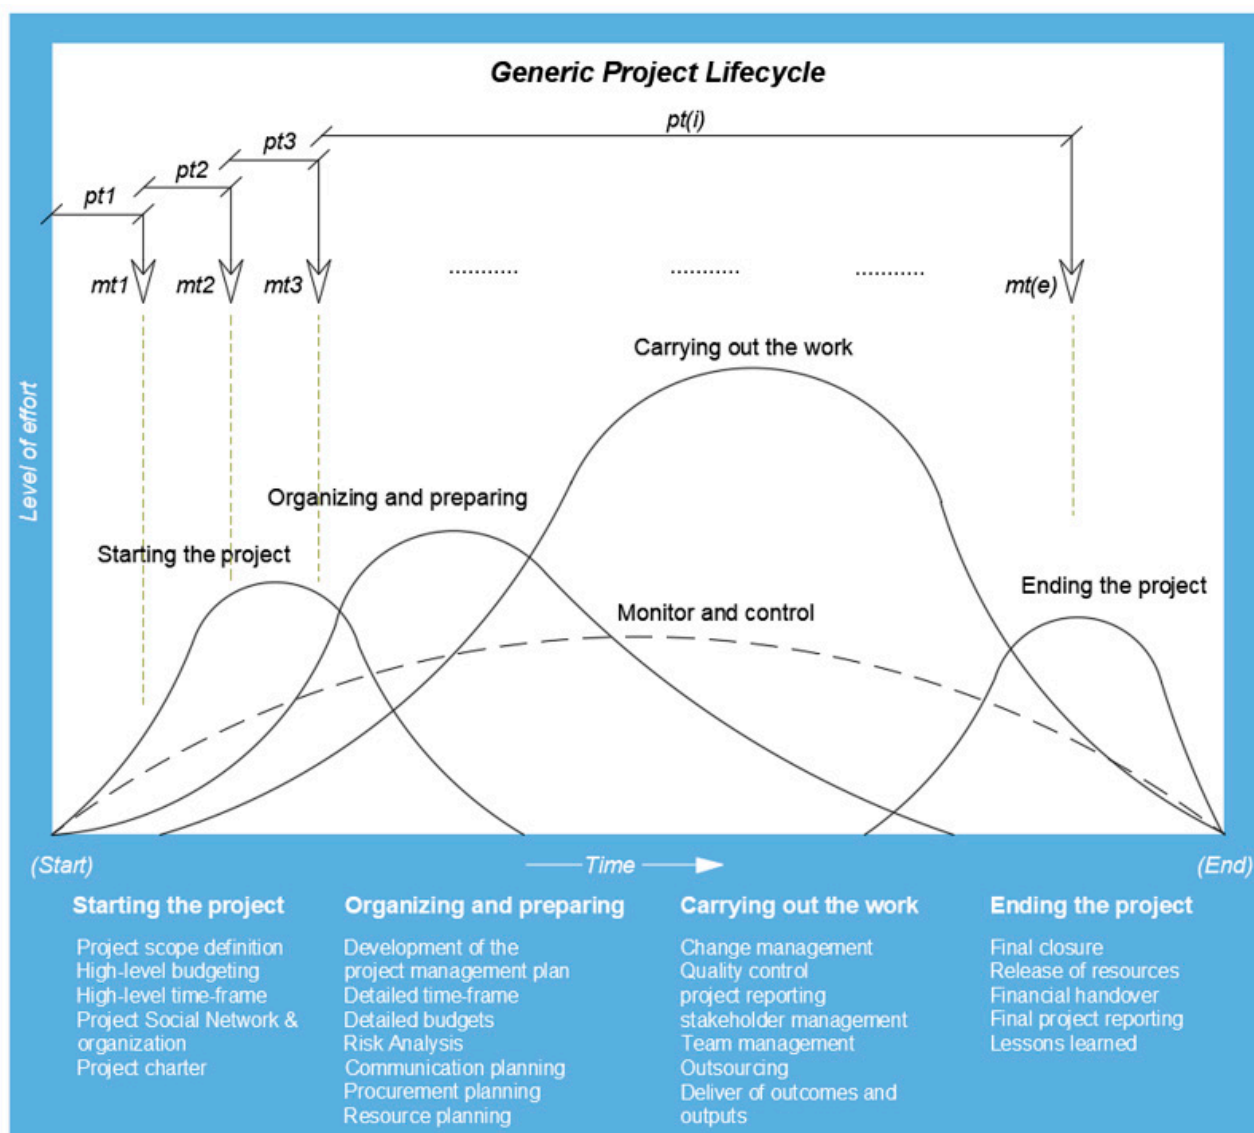 Generic Project Lifecycle
pt(i)
pt3
pt2
pt1
mt1
mt2
mt3
...........
...........
...........
mt(e)
Carrying out the work
Level of effort
Organizing and preparing
Starting the project
Ending the project
Monitor and control
(Start)
Time
(End)
Starting the project
Project scope definition
High-level budgeting
High-level time-frame
Project Social Network &
organization
Project charter
Organizing and preparing
Development of the
project management plan
Detailed time-frame
Detailed budgets
Risk Analysis
Communication planning
Procurement planning
Resource planning
Carrying out the work
Change management
Quality control
project reporting
stakeholder management
Team management
Outsourcing
Deliver of outcomes and
outputs
Ending the project
Final closure
Release of resources
Financial handover
Final project reporting
Lessons learned